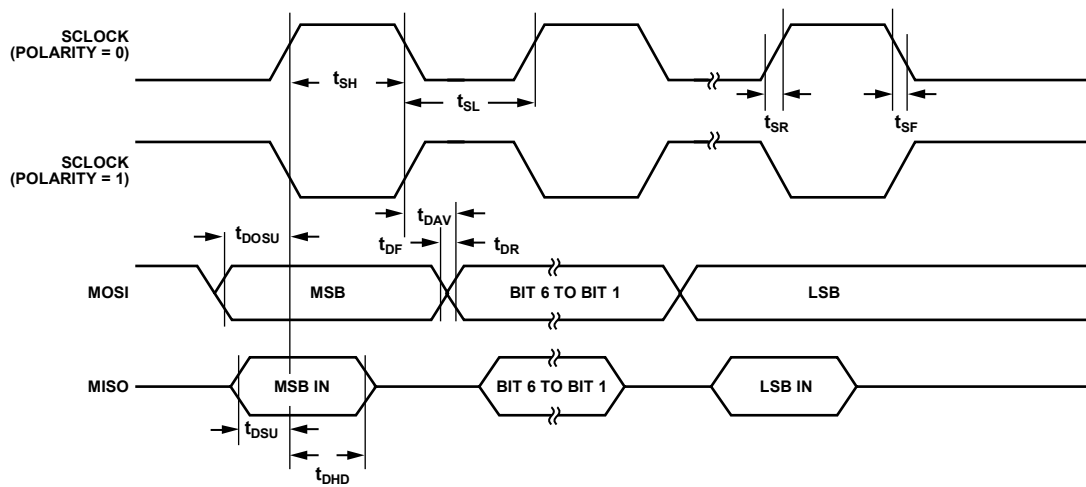 SCLOCK
(POLARITY = 0)
tSH
tSL
tSR
tSF
SCLOCK
(POLARITY = 1)
tDAV
tDOSU
tDF
tDR
MOSI
MSB
BIT 6 TO BIT 1
LSB
MISO
MSB IN
BIT 6 TO BIT 1
LSB IN
tDSU
tDHD